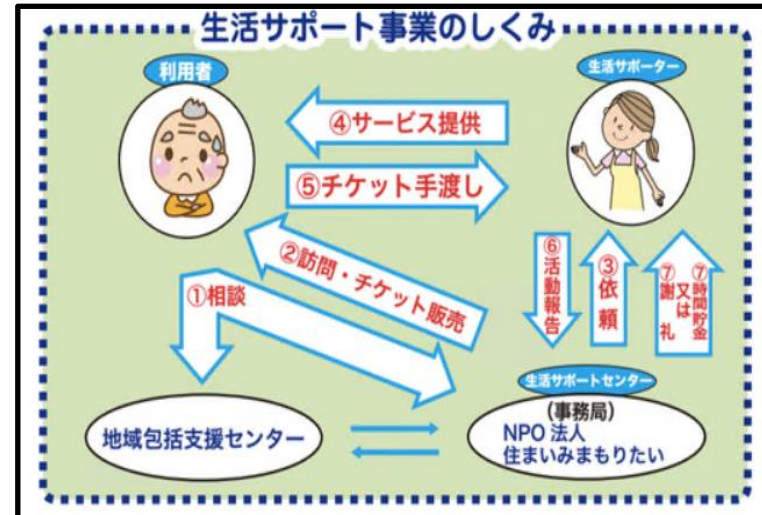 生活サポート事業のしくみ
利用者
生活サポーター
④サービス提供
⑤チケット手渡し
②訪問・チケット販売
①相談
⑥活動報告
③依頼
⑦時間貯金
又は
⑦謝礼
生活サポートセンター
地域包括支援センター
(事務局)
NPO法人
住まいみまもりたい